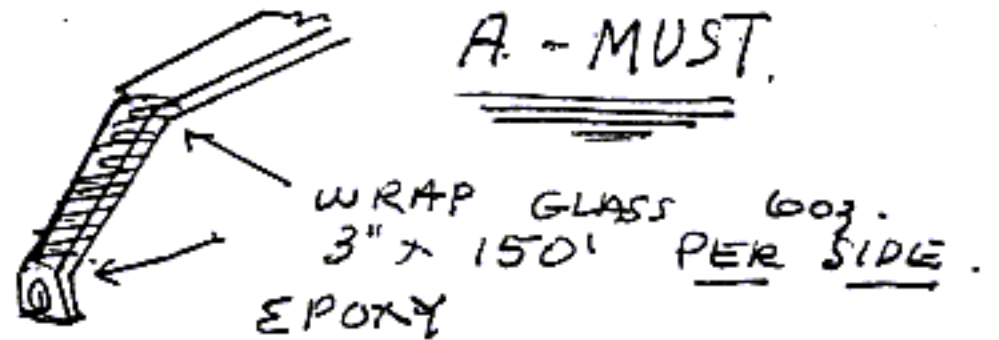 A - MUST.
WRAP GLASS 6oz.
3" x 150' PER SIDE.
EPOXY